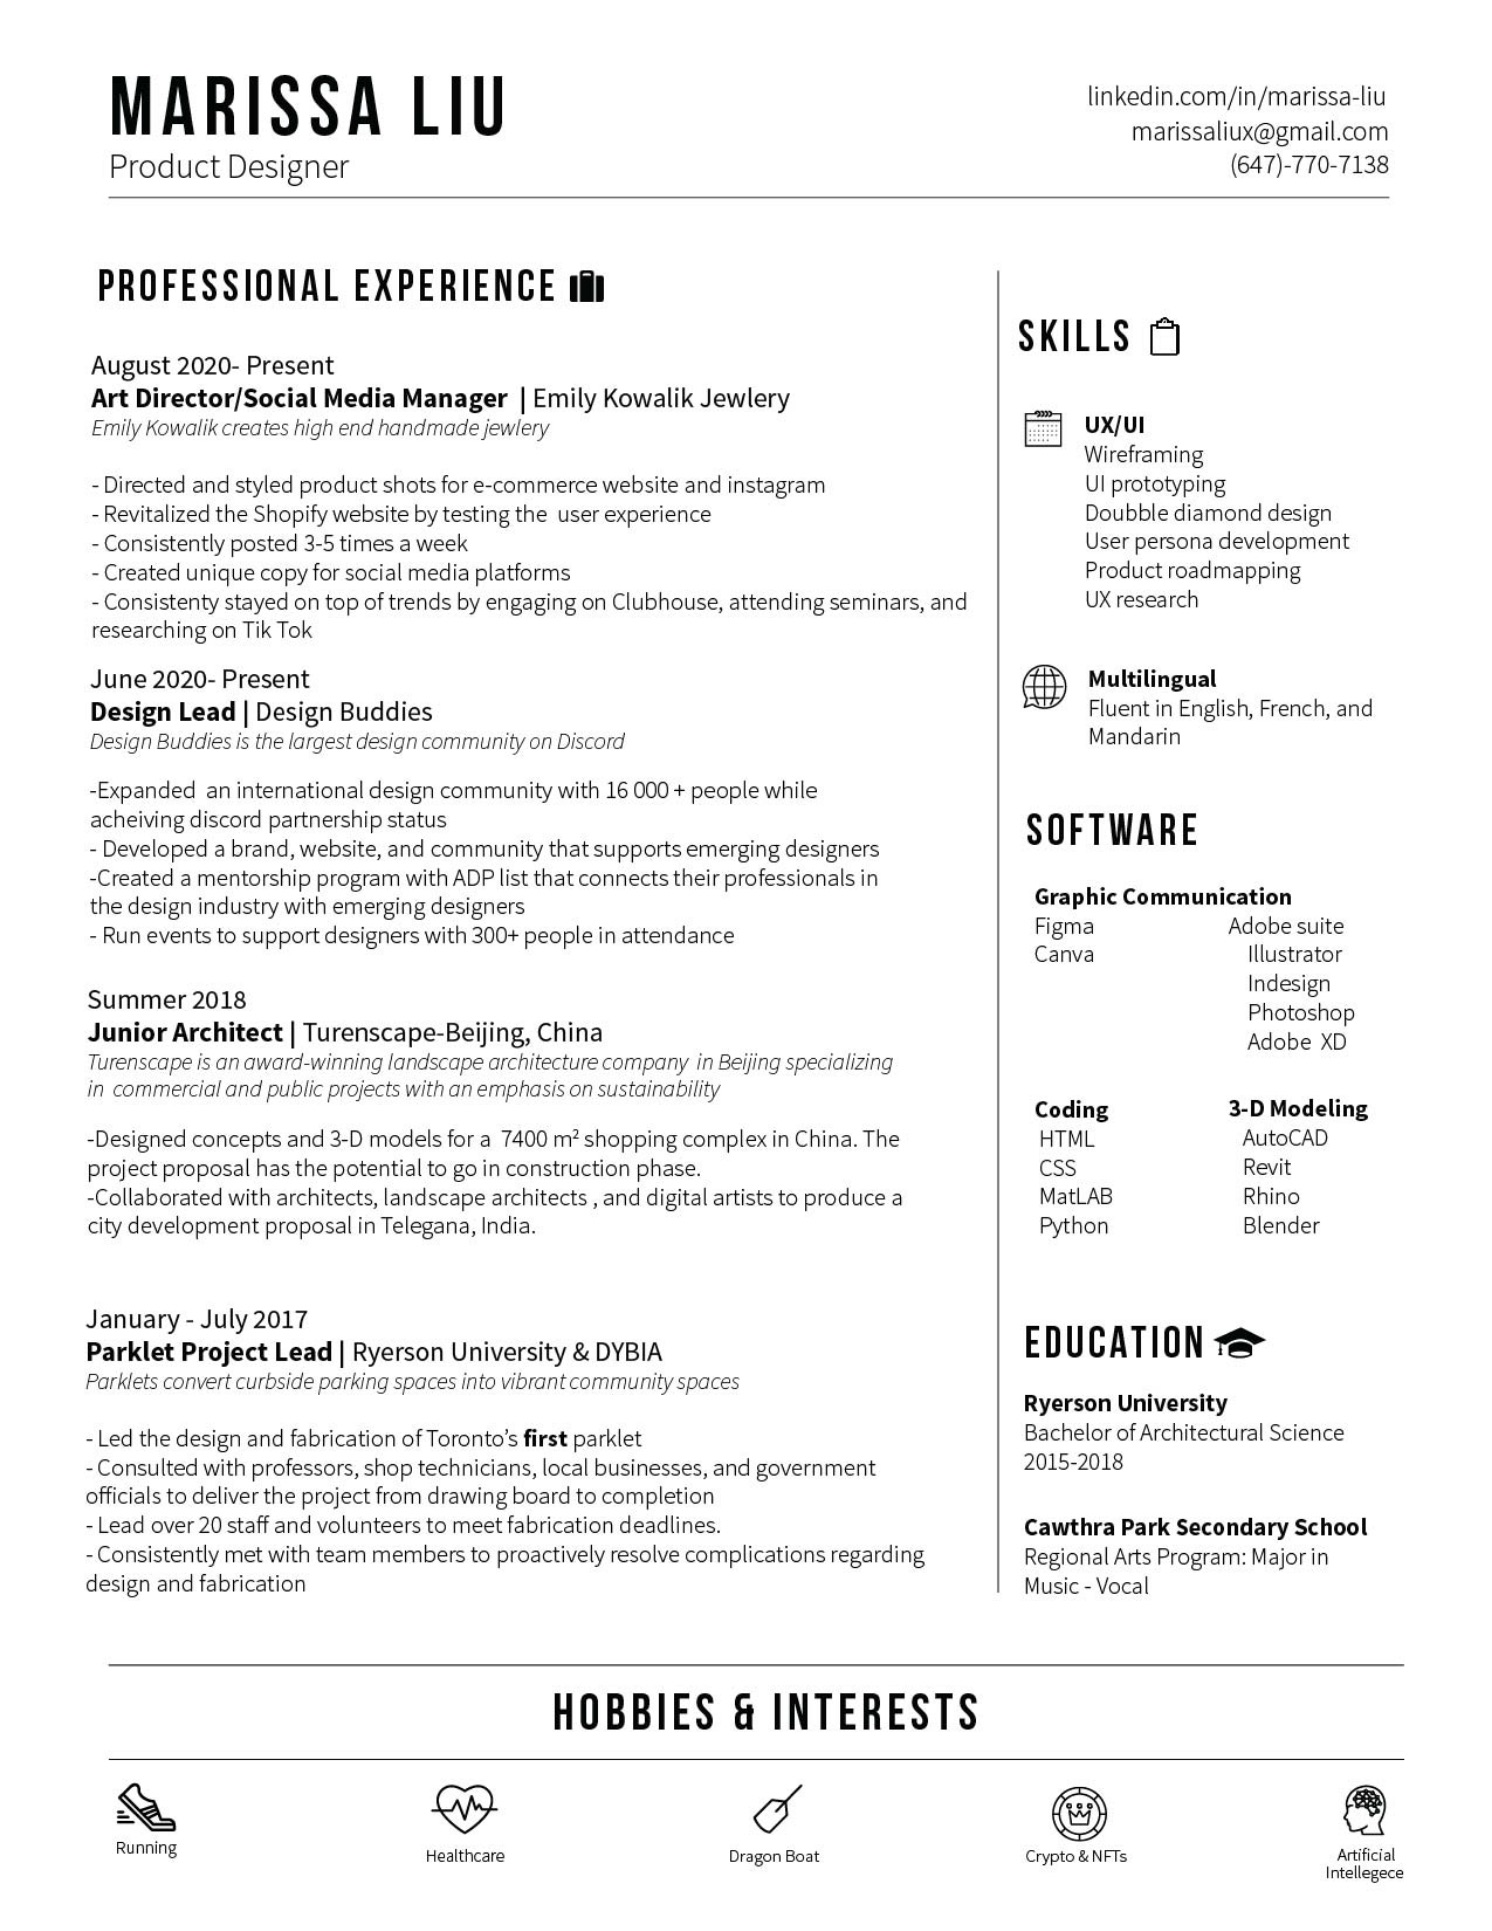 MARISSA LIU
Product Designer
linkedin.com/in/marissa-liu
marissaliux@gmail.com
(647)-770-7138
PROFESSIONAL EXPERIENCE
August 2020- Present
Art Director/Social Media Manager | Emily Kowalik Jewlery
Emily Kowalik creates high end handmade jewlery
- Directed and styled product shots for e-commerce website and instagram
- Revitalized the Shopify website by testing the user experience
- Consistently posted 3-5 times a week
- Created unique copy for social media platforms
- Consistenty stayed on top of trends by engaging on Clubhouse, attending seminars, and
researching on Tik Tok
June 2020- Present
Design Lead | Design Buddies
Design Buddies is the largest design community on Discord
-Expanded an international design community with 16 000 + people while
acheiving discord partnership status
- Developed a brand, website, and community that supports emerging designers
-Created a mentorship program with ADP list that connects their professionals in
the design industry with emerging designers
- Run events to support designers with 300+ people in attendance
Summer 2018
Junior Architect | Turenscape-Beijing, China
Turenscape is an award-winning landscape architecture company in Beijing specializing
in commercial and public projects with an emphasis on sustainability
-Designed concepts and 3-D models for a 7400 m² shopping complex in China. The
project proposal has the potential to go in construction phase.
-Collaborated with architects, landscape architects , and digital artists to produce a
city development proposal in Telegana, India.
January - July 2017
Parklet Project Lead | Ryerson University & DYBIA
Parklets convert curbside parking spaces into vibrant community spaces
- Led the design and fabrication of Toronto's first parklet
- Consulted with professors, shop technicians, local businesses, and government
officials to deliver the project from drawing board to completion
- Lead over 20 staff and volunteers to meet fabrication deadlines.
- Consistently met with team members to proactively resolve complications regarding
design and fabrication
SKILLS
UX/UI
Wireframing
UI prototyping
Doubble diamond design
User persona development
Product roadmapping
UX research
Multilingual
Fluent in English, French, and
Mandarin
SOFTWARE
Graphic Communication
Figma
Canva
Adobe suite
Illustrator
Indesign
Photoshop
Adobe XD
Coding
HTML
CSS
MatLAB
Python
3-D Modeling
AutoCAD
Revit
Rhino
Blender
EDUCATION
Ryerson University
Bachelor of Architectural Science
2015-2018
Cawthra Park Secondary School
Regional Arts Program: Major in
Music - Vocal
HOBBIES & INTERESTS
Running
Healthcare
Dragon Boat
Crypto & NFTs
Artificial
Intellegece